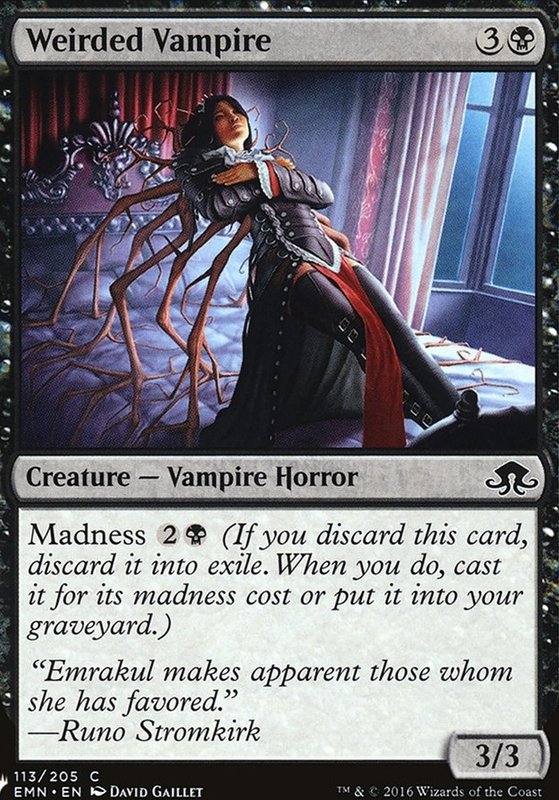 Weirded Vampire 3
Creature — Vampire Horror
Madness 2 (If you discard this card,
discard it into exile. When you do, cast
it for its madness cost or put it into your
graveyard.)
“Emrakul makes apparent those whom
she has favored.”
—Runo Stromkirk
3/3
113/205 C
EMN • EN DAVID GAILLET
™ & © 2016 Wizards of the Coast